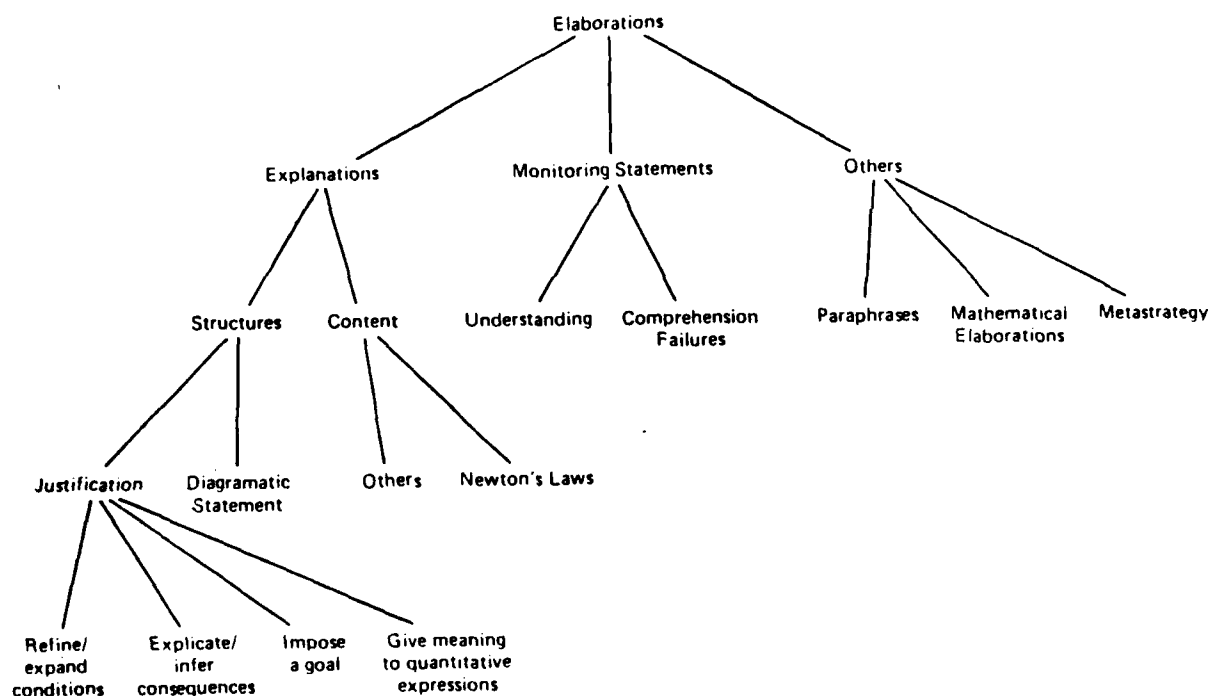 Elaborations
Explanations
Monitoring Statements
Others
Structures
Content
Understanding
Comprehension
Failures
Paraphrases
Mathematical
Elaborations
Metastrategy
Justification
Diagramatic
Statement
Others
Newton's Laws
Refine/
expand
conditions
Explicate/
infer
consequences
Impose
a goal
Give meaning
to quantitative
expressions